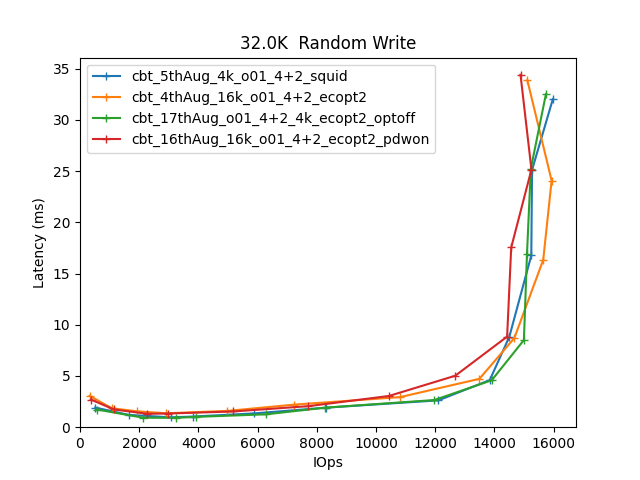 32.0K  Random Write
cbt_5thAug_4k_o01_4+2_squid
cbt_4thAug_16k_o01_4+2_ecopt2
cbt_17thAug_o01_4+2_4k_ecopt2_optoff
cbt_16thAug_16k_o01_4+2_ecopt2_pdwon
Latency (ms)
35
30
25
20
15
10
5
0
0 2000 4000 6000 8000 10000 12000 14000 16000
IOps